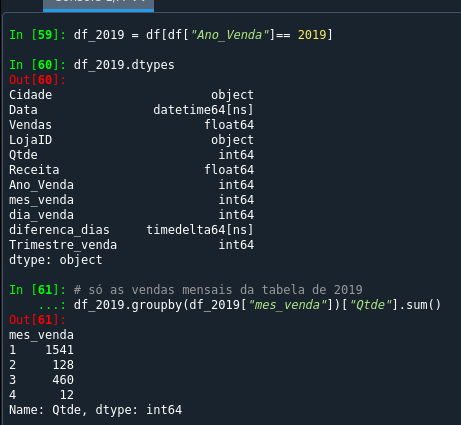 In [59]: df_2019 = df[df["Ano_Venda"]== 2019]
In [60]: df_2019.dtypes
Out[60]:
Cidade                      object
Data                datetime64[ns]
Vendas                     float64
LojaID                      object
Qtde                         int64
Receita                    float64
Ano_Venda                    int64
mes_venda                    int64
dia_venda                    int64
diferenca_dias     timedelta64[ns]
Trimestre_venda              int64
dtype: object
In [61]: # só as vendas mensais da tabela de 2019
    ...: df_2019.groupby(df_2019["mes_venda"])["Qtde"].sum()
Out[61]:
mes_venda
1    1541
2     128
3     460
4      12
Name: Qtde, dtype: int64